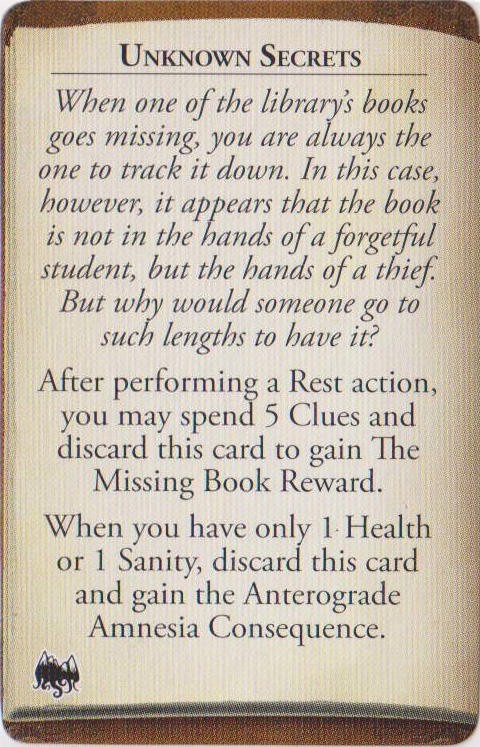 Unknown Secrets
When one of the library's books
goes missing, you are always the
one to track it down. In this case,
however, it appears that the book
is not in the hands of a forgetful
student, but the hands of a thief.
But why would someone go to
such lengths to have it?
After performing a Rest action,
you may spend 5 Clues and
discard this card to gain The
Missing Book Reward.
When you have only 1 Health
or 1 Sanity, discard this card
and gain the Anterograde
Amnesia Consequence.